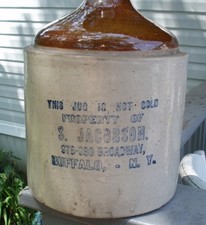 THIS JUG IS NOT SOLD
PROPERTY OF
S. JACOBSON,
BROADWAY,
BUFFALO, - N. Y.